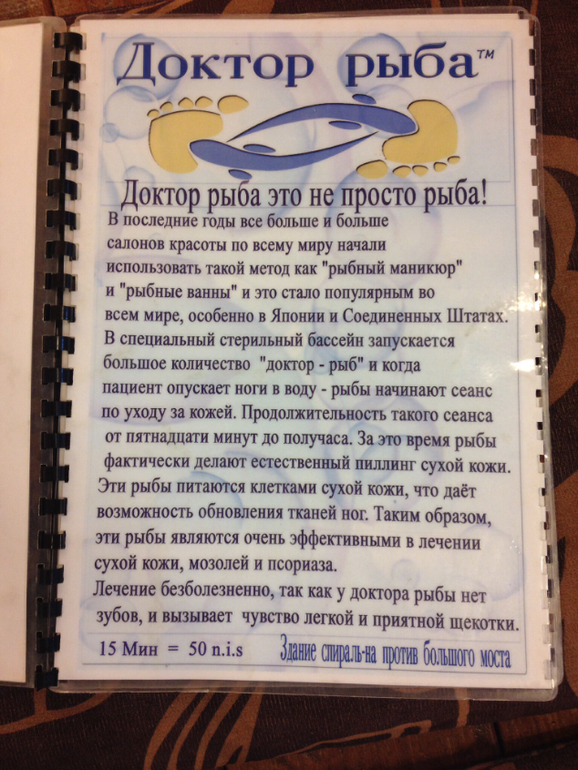 Доктор рыба™
Доктор рыба это не просто рыба!
В последние годы все больше и больше
салонов красоты по всему миру начали
использовать такой метод как "рыбный маникюр"
и "рыбные ванны" и это стало популярным во
всем мире, особенно в Японии и Соединенных Штатах.
В специальный стерильный бассейн запускается
большое количество "доктор - рыб" и когда
пациент опускает ноги в воду - рыбы начинают сеанс
по уходу за кожей. Продолжительность такого сеанса
от пятнадцати минут до получаса. За это время рыбы
фактически делают естественный пиллинг сухой кожи.
Эти рыбы питаются клетками сухой кожи, что даёт
возможность обновления тканей ног. Таким образом,
эти рыбы являются очень эффективными в лечении
сухой кожи, мозолей и псориаза.
Лечение безболезненно, так как у доктора рыбы нет
зубов, и вызывает чувство легкой и приятной щекотки.
15 Мин = 50 n.i.s Здание спираль-на против большого моста